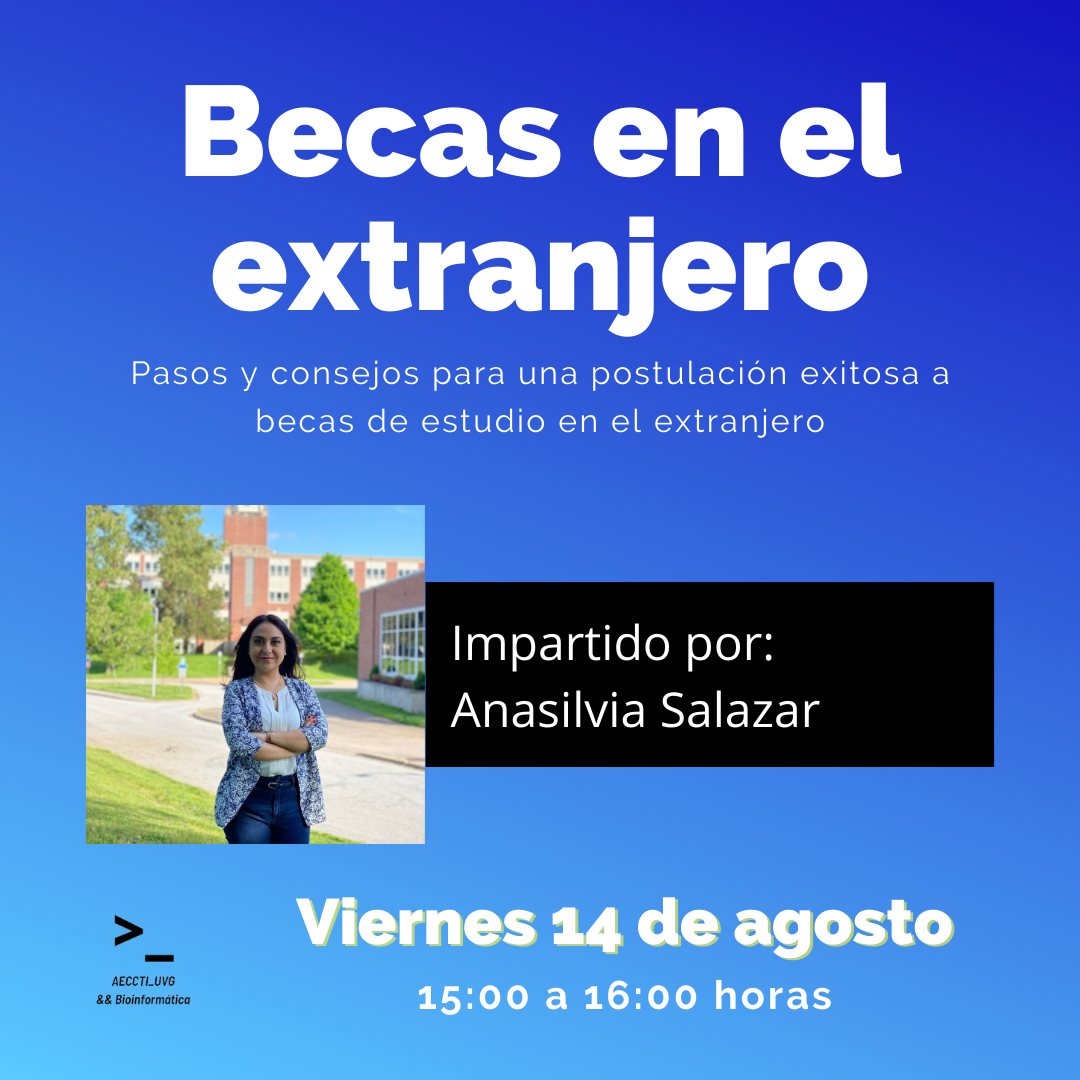 Becas en el
extranjero
Pasos y consejos para una postulación exitosa a
becas de estudio en el extranjero
Impartido por:
Anasilvia Salazar
>_
AECCTI_UVG
&& Bioinformática
Viernes 14 de agosto
15:00 a 16:00 horas